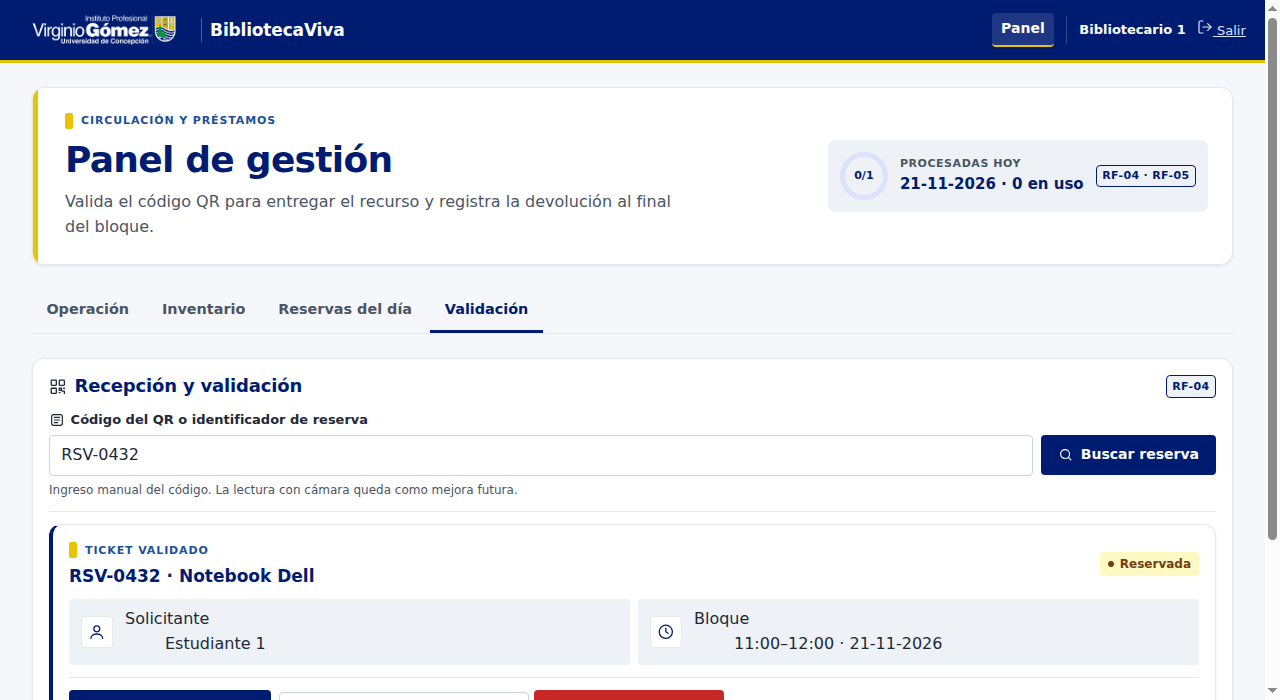 Instituto Profesional
VirginioGómez
Universidad de Concepción
BibliotecaViva
Panel
Bibliotecario 1
Salir
CIRCULACIÓN Y PRÉSTAMOS
Panel de gestión
Valida el código QR para entregar el recurso y registra la devolución al final
del bloque.
0/1
PROCESADAS HOY
21-11-2026 · 0 en uso
RF-04 · RF-05
Operación
Inventario
Reservas del día
Validación
Recepción y validación
RF-04
Código del QR o identificador de reserva
RSV-0432
Buscar reserva
Ingreso manual del código. La lectura con cámara queda como mejora futura.
TICKET VALIDADO
RSV-0432 · Notebook Dell
Reservada
Solicitante
Estudiante 1
Bloque
11:00–12:00 · 21-11-2026